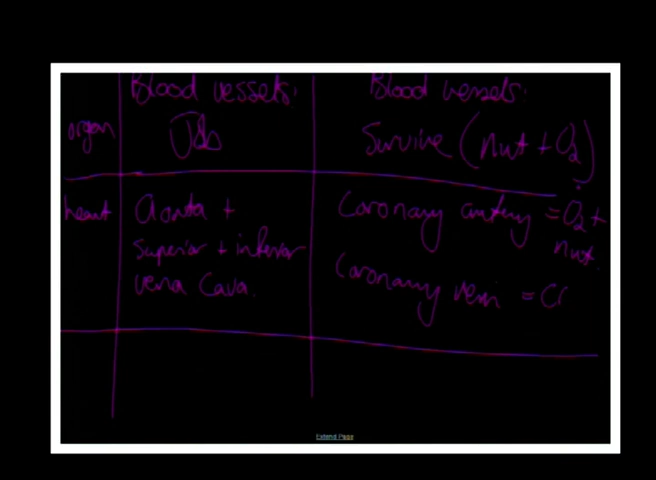 Blood vessels: Blood vessels:
organ Job Survive (nut + O2)
heart Aorta + Coronary artery = O2 +
superior + inferior nut.
vena Cava. Coronary vein = C
Extend Page